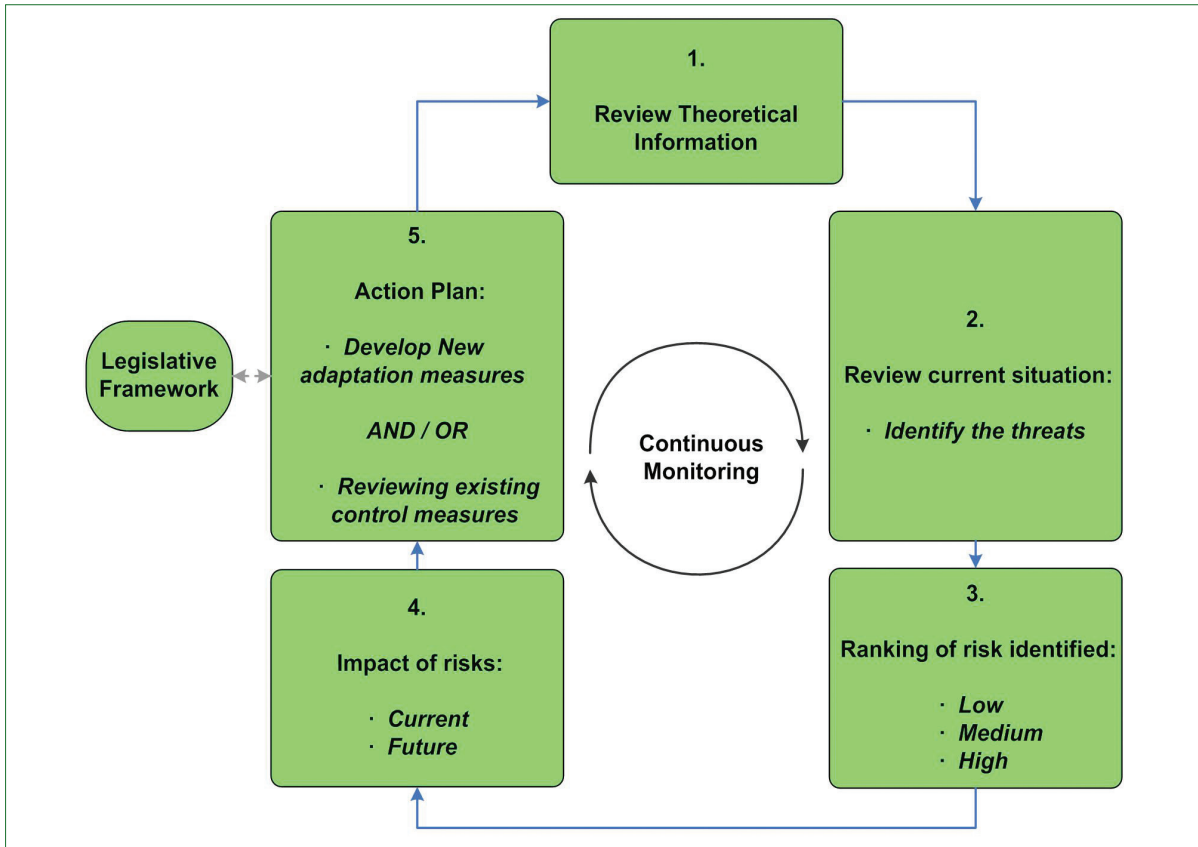 1.
Review Theoretical
Information
2.
Review current situation:
· Identify the threats
3.
Ranking of risk identified:
· Low
· Medium
· High
4.
Impact of risks:
· Current
· Future
5.
Action Plan:
· Develop New
adaptation measures
AND / OR
· Reviewing existing
control measures
Legislative
Framework
Continuous
Monitoring